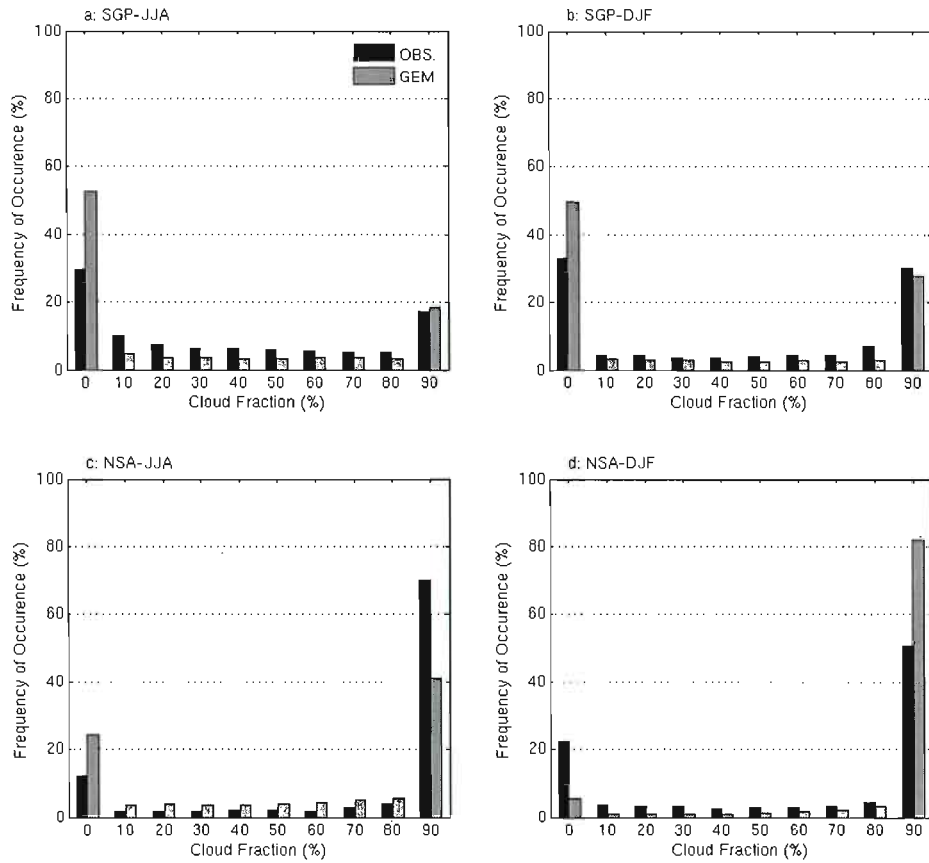 a: SGP-JJA
100
80
60
40
20
0
Frequency of Occurence (%)
OBS.
GEM
0 10 20 30 40 50 60 70 80 90
Cloud Fraction (%)
b: SGP-DJF
100
80
60
40
20
0
Frequency of Occurence (%)
0 10 20 30 40 50 60 70 80 90
Cloud Fraction (%)
c: NSA-JJA
100
80
60
40
20
0
Frequency of Occurence (%)
0 10 20 30 40 50 60 70 80 90
Cloud Fraction (%)
d: NSA-DJF
100
80
60
40
20
0
Frequency of Occurence (%)
0 10 20 30 40 50 60 70 80 90
Cloud Fraction (%)